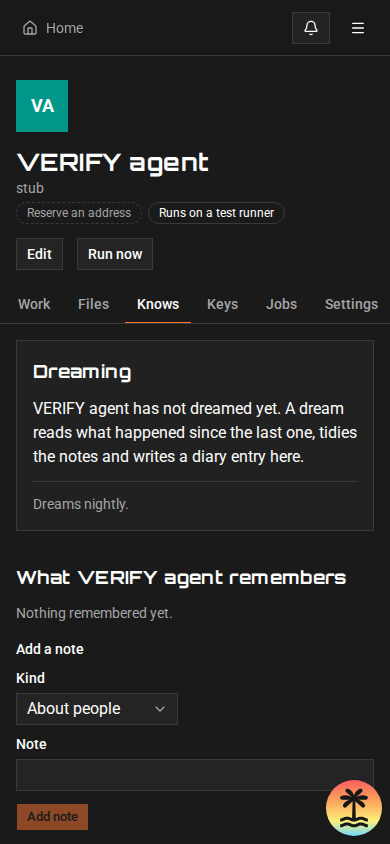 Home
VA
VERIFY agent
stub
Reserve an address
Runs on a test runner
Edit
Run now
Work
Files
Knows
Keys
Jobs
Settings
Dreaming
VERIFY agent has not dreamed yet. A dream
reads what happened since the last one, tidies
the notes and writes a diary entry here.
Dreams nightly.
What VERIFY agent remembers
Nothing remembered yet.
Add a note
Kind
About people
Note
Add note